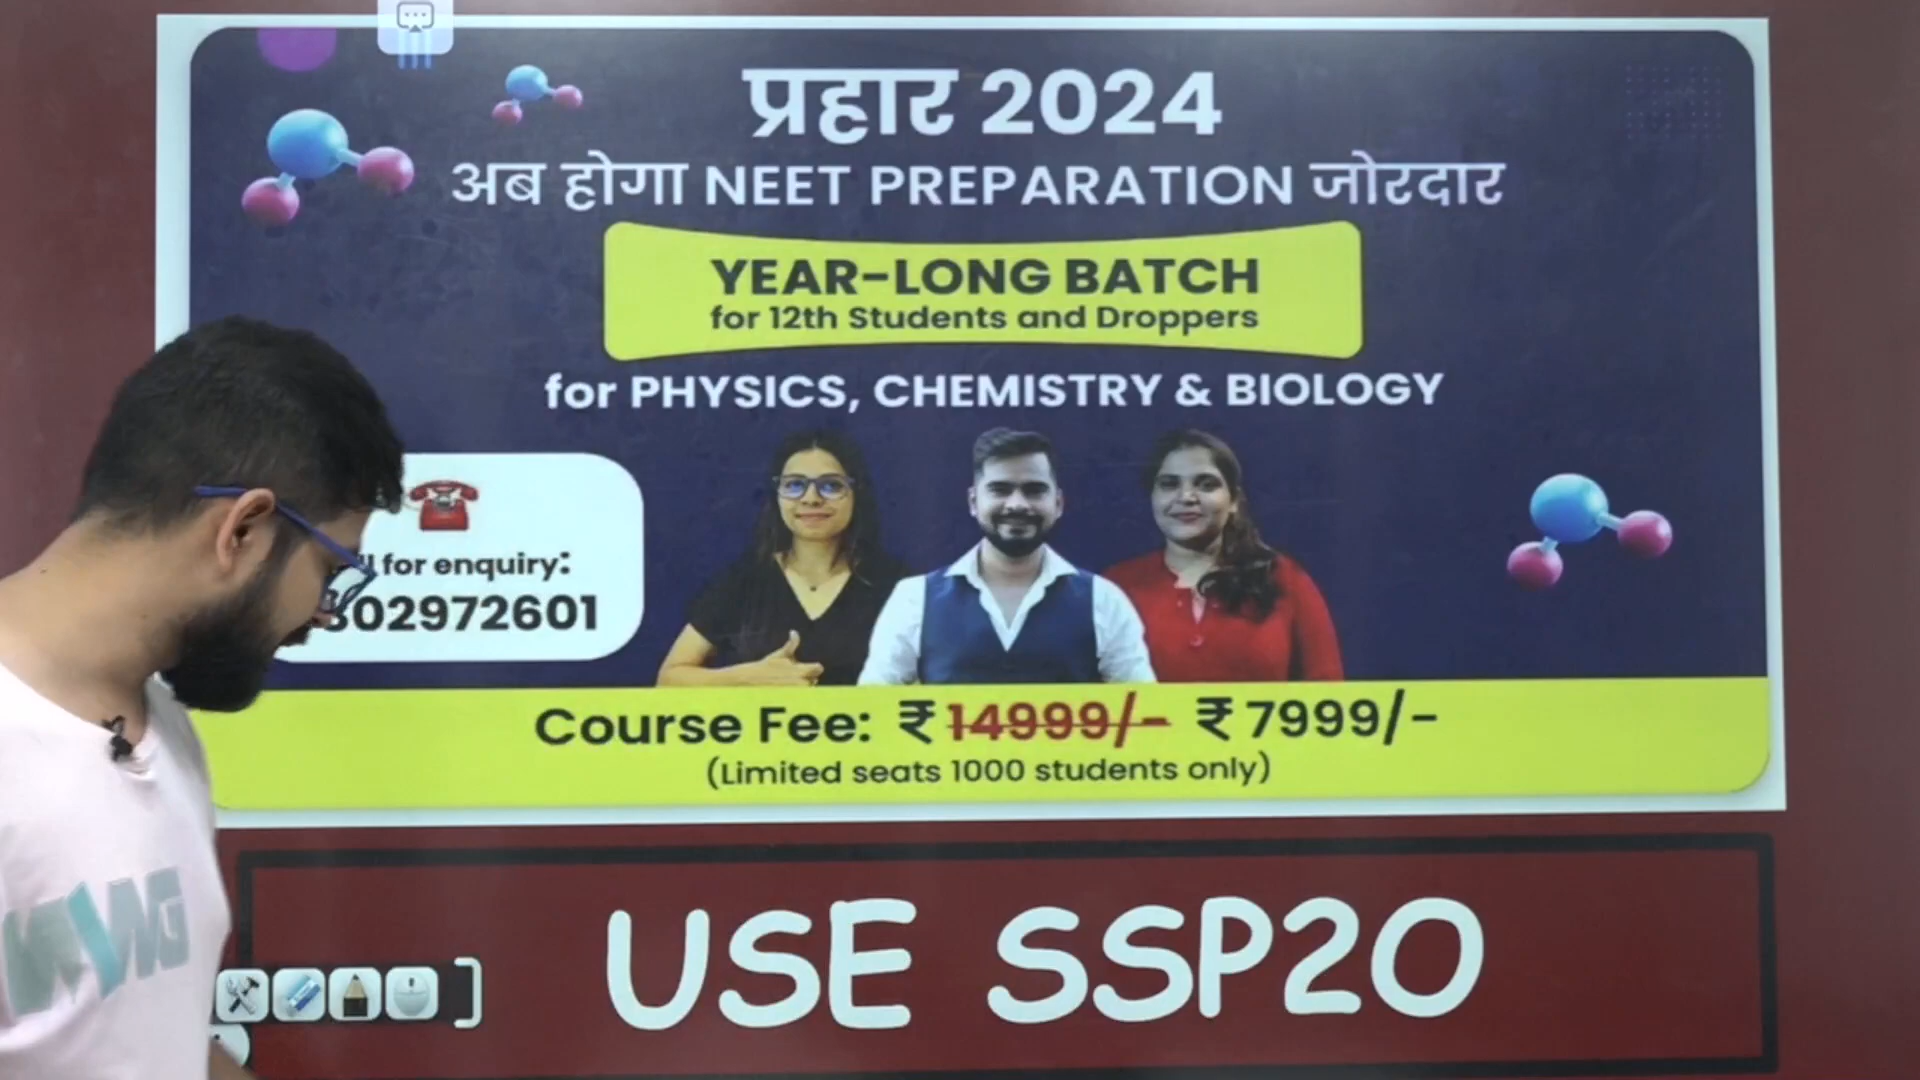 प्रहार 2024
अब होगा NEET PREPARATION जोरदार
YEAR-LONG BATCH
for 12th Students and Droppers
for PHYSICS, CHEMISTRY & BIOLOGY
for enquiry:
02972601
Course Fee: ₹ 14999/- ₹ 7999/-
(Limited seats 1000 students only)
USE SSP20